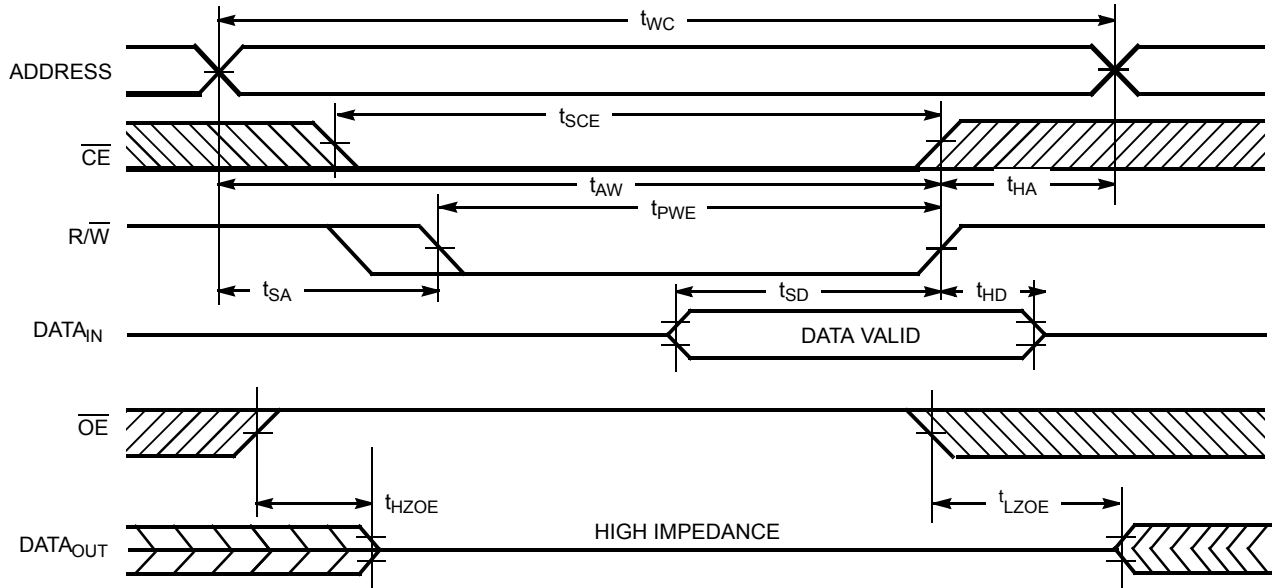 tWC
ADDRESS
tSCE
CE
tAW
tHA
tPWE
R/W
tSA
tSD
tHD
DATAIN
DATA VALID
OE
tHZOE
tLZOE
HIGH IMPEDANCE
DATAOUT